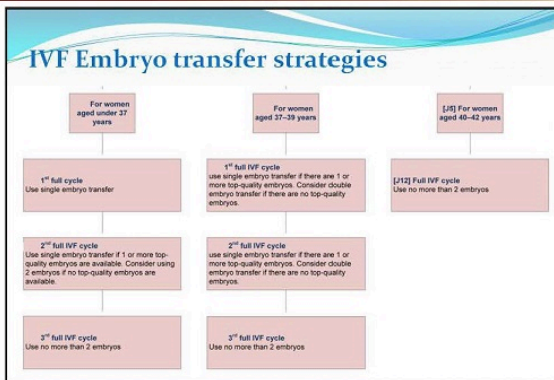 IVF Embryo transfer strategies
For women
aged under 37
years
1st full cycle
Use single embryo transfer
2nd full IVF cycle
Use single embryo transfer if 1 or more top-
quality embryos are available. Consider using
2 embryos if no top-quality embryos are
available.
3rd full IVF cycle
Use no more than 2 embryos
For women
aged 37–39 years
1st full IVF cycle
use single embryo transfer if there are 1 or
more top-quality embryos. Consider double
embryo transfer if there are no top-quality
embryos.
2nd full IVF cycle
use single embryo transfer if there are 1 or
more top-quality embryos. Consider double
embryo transfer if there are no top-quality
embryos.
3rd full IVF cycle
Use no more than 2 embryos
[J5] For women
aged 40–42 years
[J12] Full IVF cycle
Use no more than 2 embryos